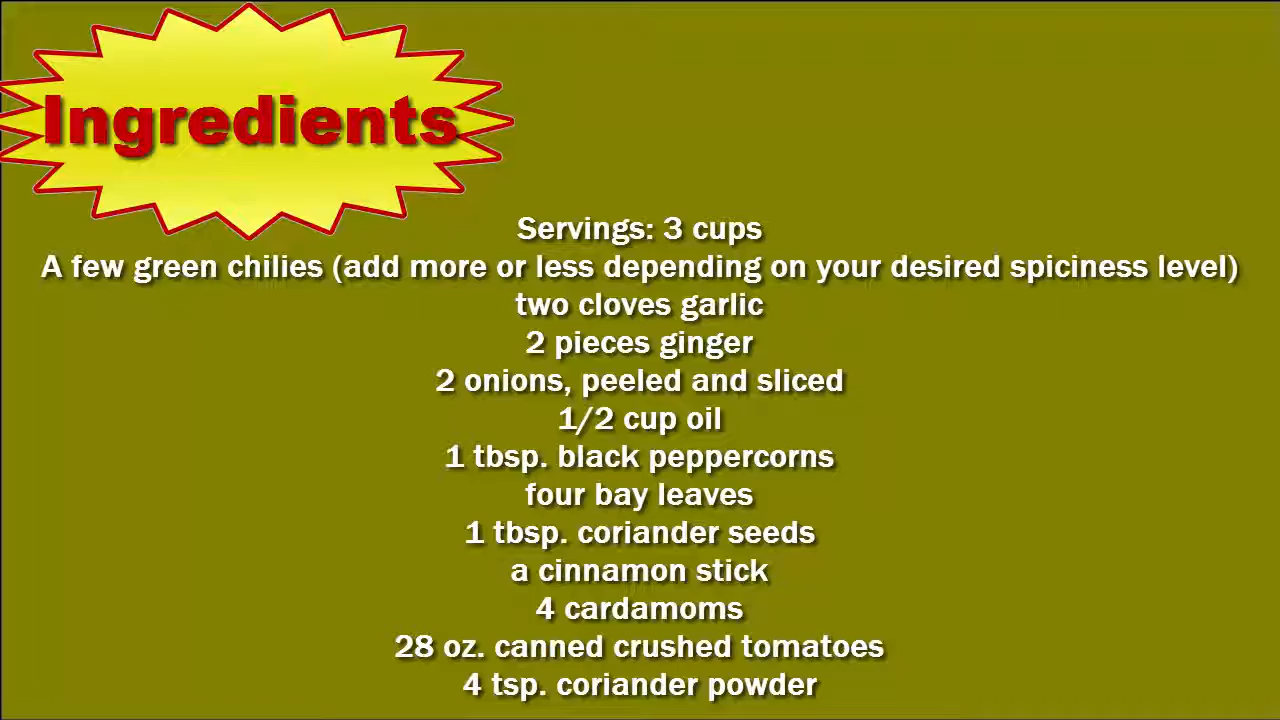 Ingredients
Servings: 3 cups
A few green chilies (add more or less depending on your desired spiciness level)
two cloves garlic
2 pieces ginger
2 onions, peeled and sliced
1/2 cup oil
1 tbsp. black peppercorns
four bay leaves
1 tbsp. coriander seeds
a cinnamon stick
4 cardamoms
28 oz. canned crushed tomatoes
4 tsp. coriander powder